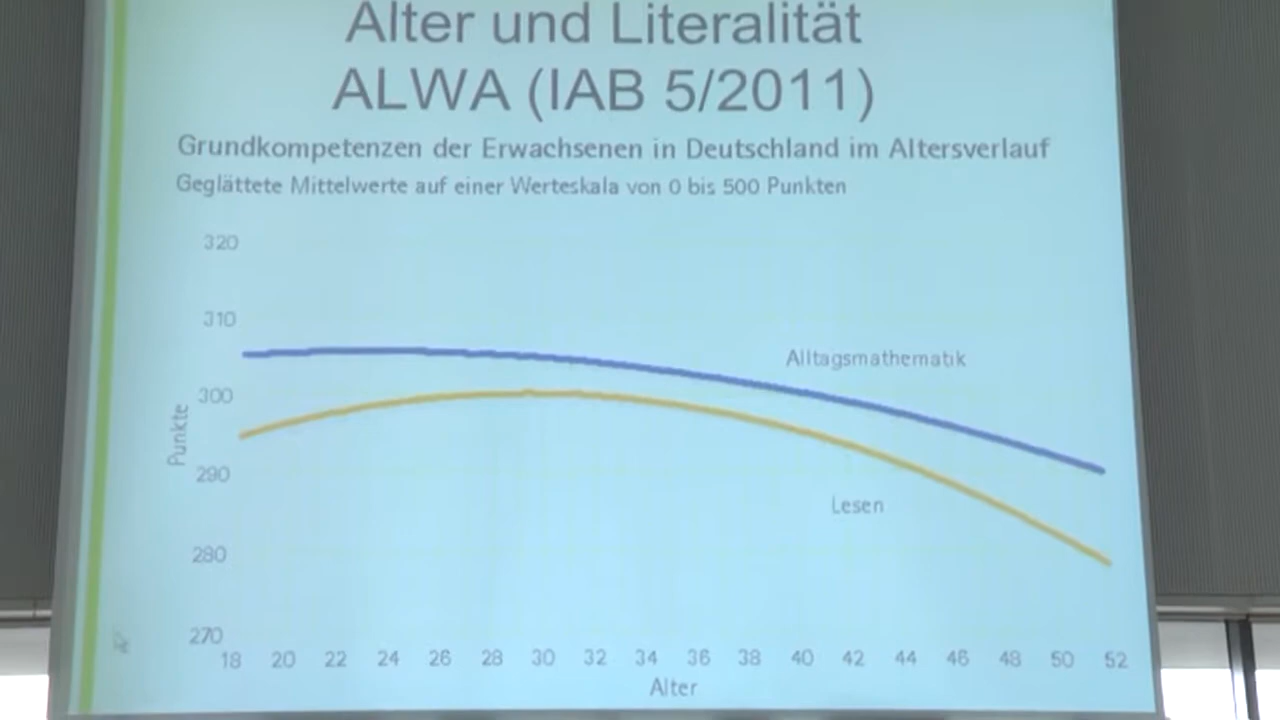 Alter und Literalität
ALWA (IAB 5/2011)
Grundkompetenzen der Erwachsenen in Deutschland im Altersverlauf
Geglättete Mittelwerte auf einer Werteskala von 0 bis 500 Punkten
320
310
Alltagsmathematik
300
Punkte
290
Lesen
280
270
18 20 22 24 26 28 30 32 34 36 38 40 42 44 46 48 50 52
Alter